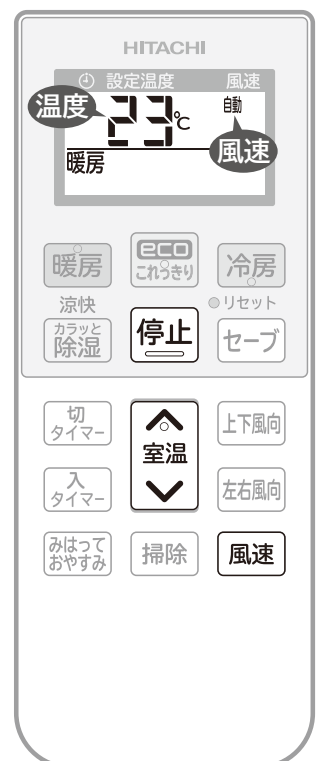 HITACHI
設定温度 風速
温度 23℃ 自動
風速
暖房
暖房 eco これっきり 冷房
涼快 リセット
カラッと 除湿 停止 セーブ
切タイマー 室温 上下風向
入タイマー 左右風向
みはって おやすみ 掃除 風速